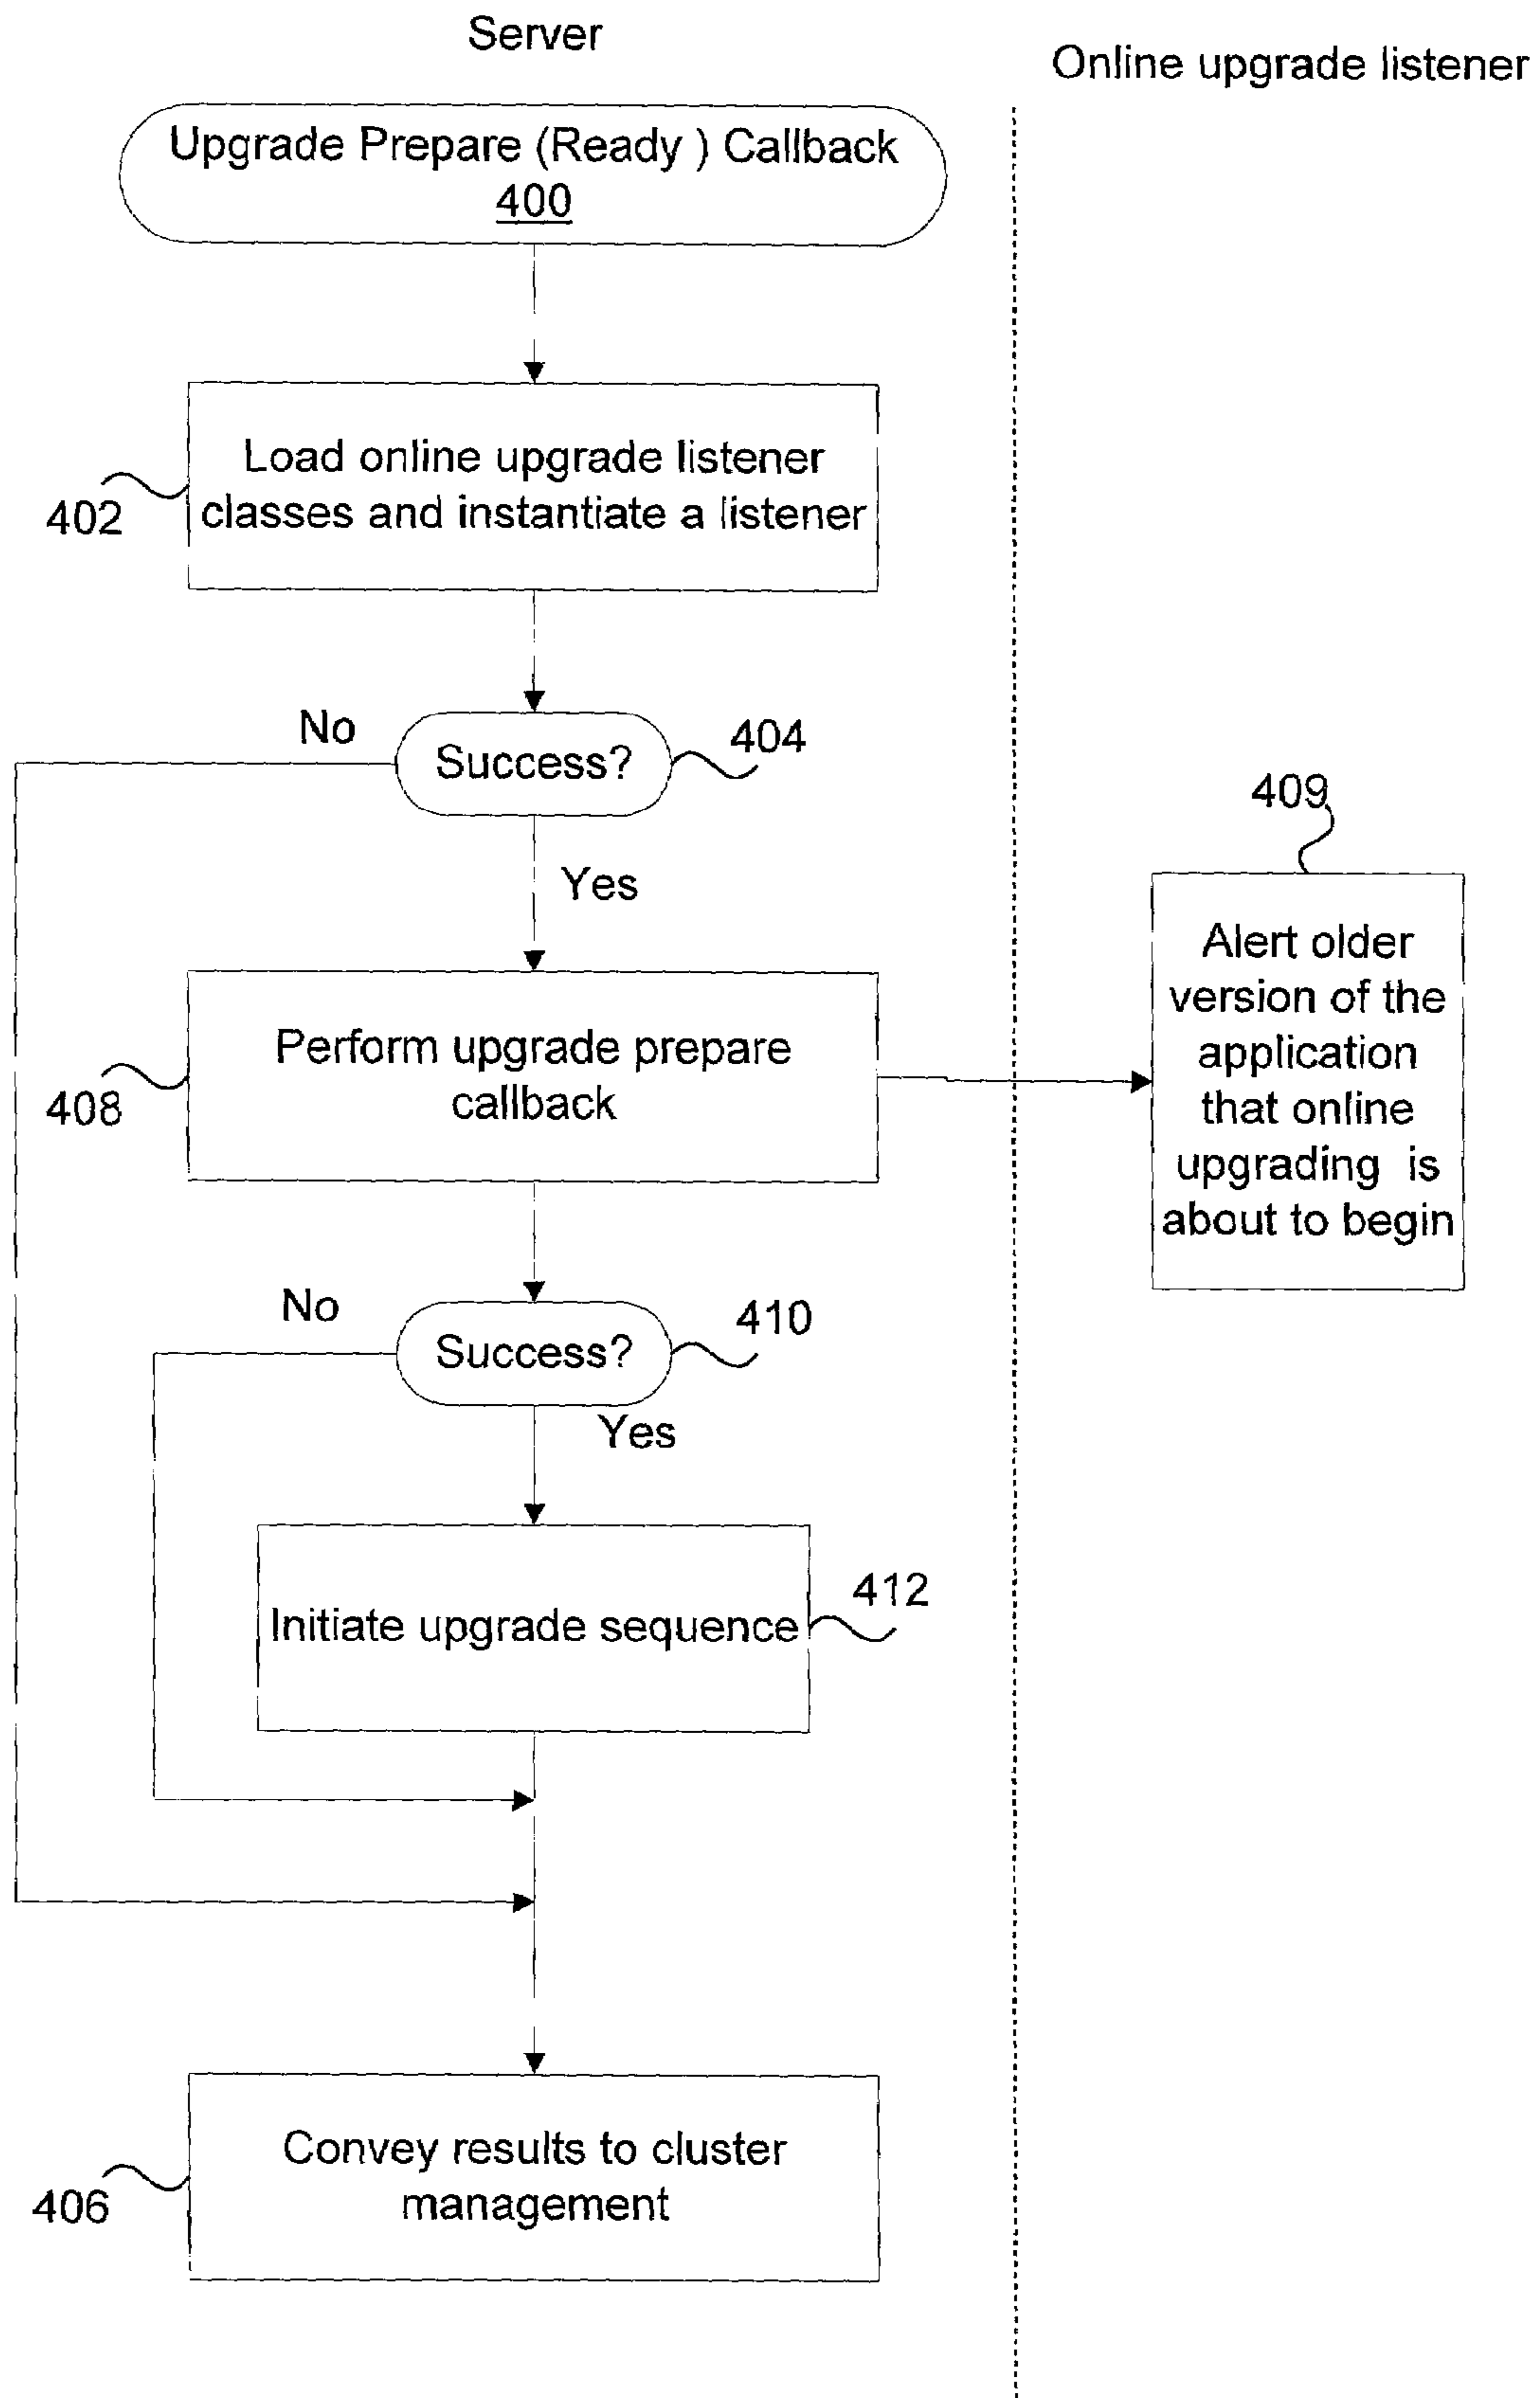 Server
Online upgrade listener
Upgrade Prepare (Ready ) Callback
400
Load online upgrade listener
classes and instantiate a listener
402
No
Success?
404
Yes
409
Alert older
version of the
application
that online
upgrading is
about to begin
Perform upgrade prepare
callback
408
No
Success?
410
Yes
Initiate upgrade sequence
412
Convey results to cluster
management
406